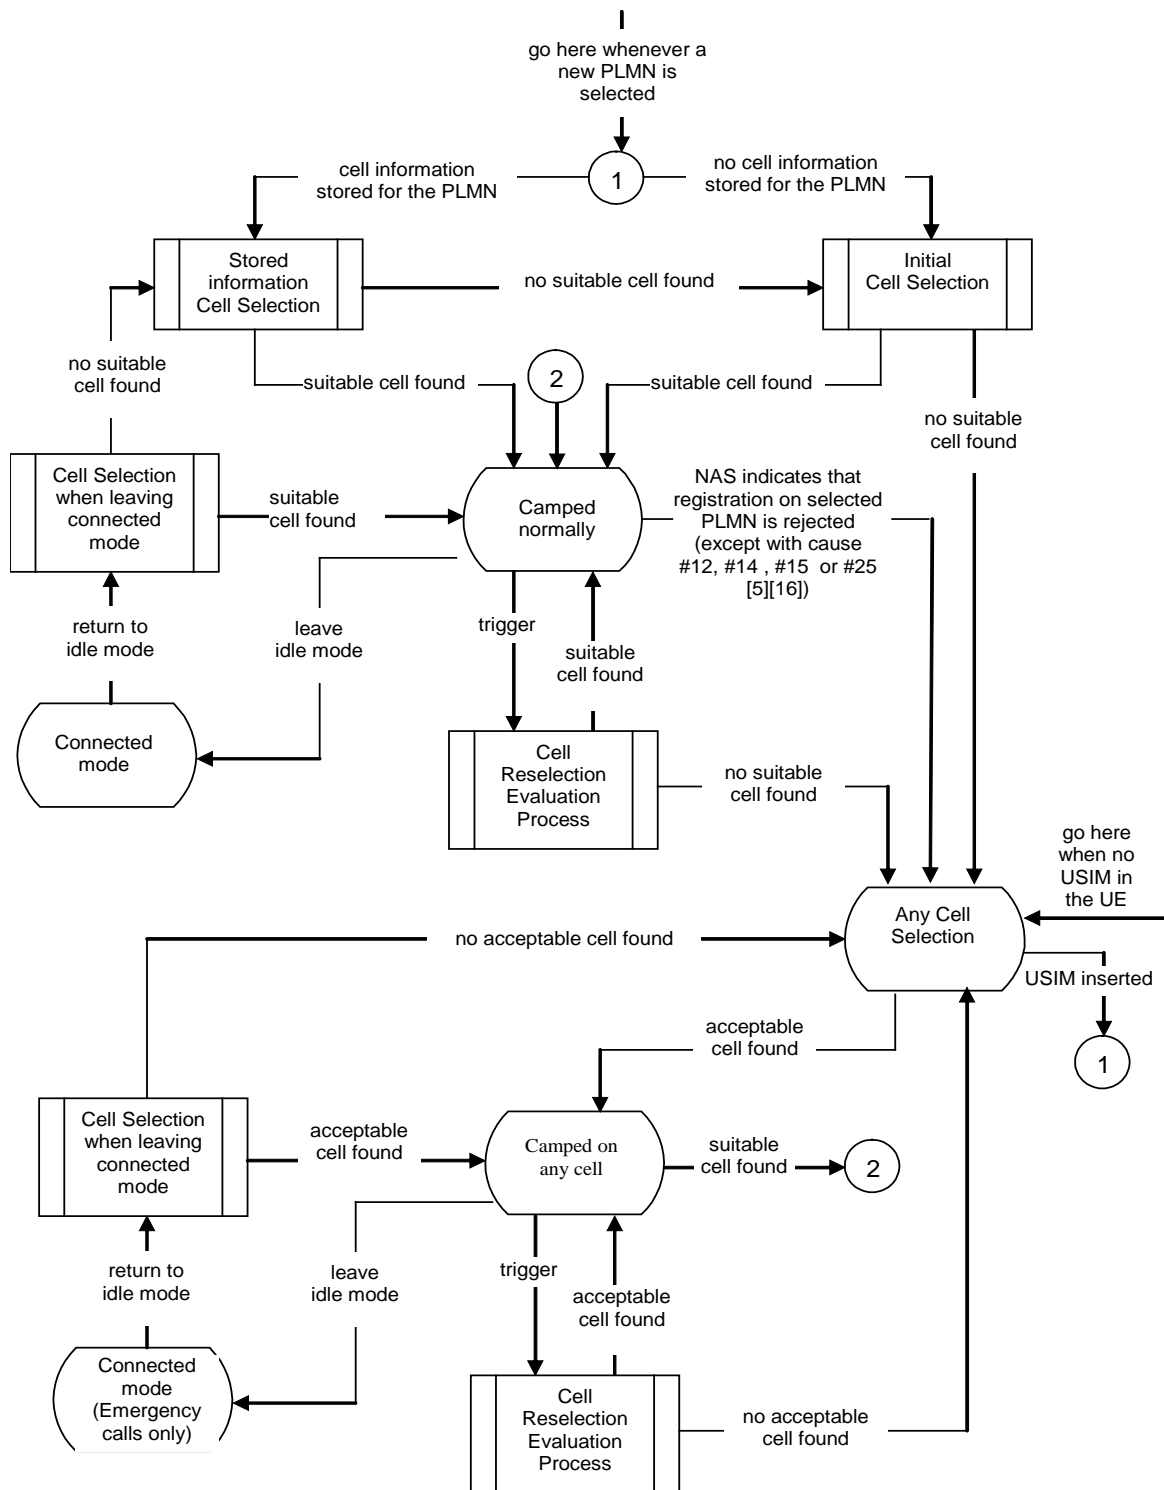 go here whenever a
new PLMN is
selected
cell information
stored for the PLMN
1
no cell information
stored for the PLMN
Stored
information
Cell Selection
no suitable cell found
Initial
Cell Selection
no suitable
cell found
suitable cell found
2
suitable cell found
no suitable
cell found
Cell Selection
when leaving
connected
mode
suitable
cell found
Camped
normally
NAS indicates that
registration on selected
PLMN is rejected
(except with cause
#12, #14 , #15  or #25
[5][16])
return to
idle mode
leave
idle mode
trigger
suitable
cell found
Connected
mode
Cell
Reselection
Evaluation
Process
no suitable
cell found
go here
when no
USIM in
the UE
Any Cell
Selection
no acceptable cell found
USIM inserted
1
acceptable
cell found
Cell Selection
when leaving
connected
mode
acceptable
cell found
Camped on
any cell
suitable
cell found
2
return to
idle mode
leave
idle mode
trigger
acceptable
cell found
Connected
mode
(Emergency
calls only)
Cell
Reselection
Evaluation
Process
no acceptable
cell found